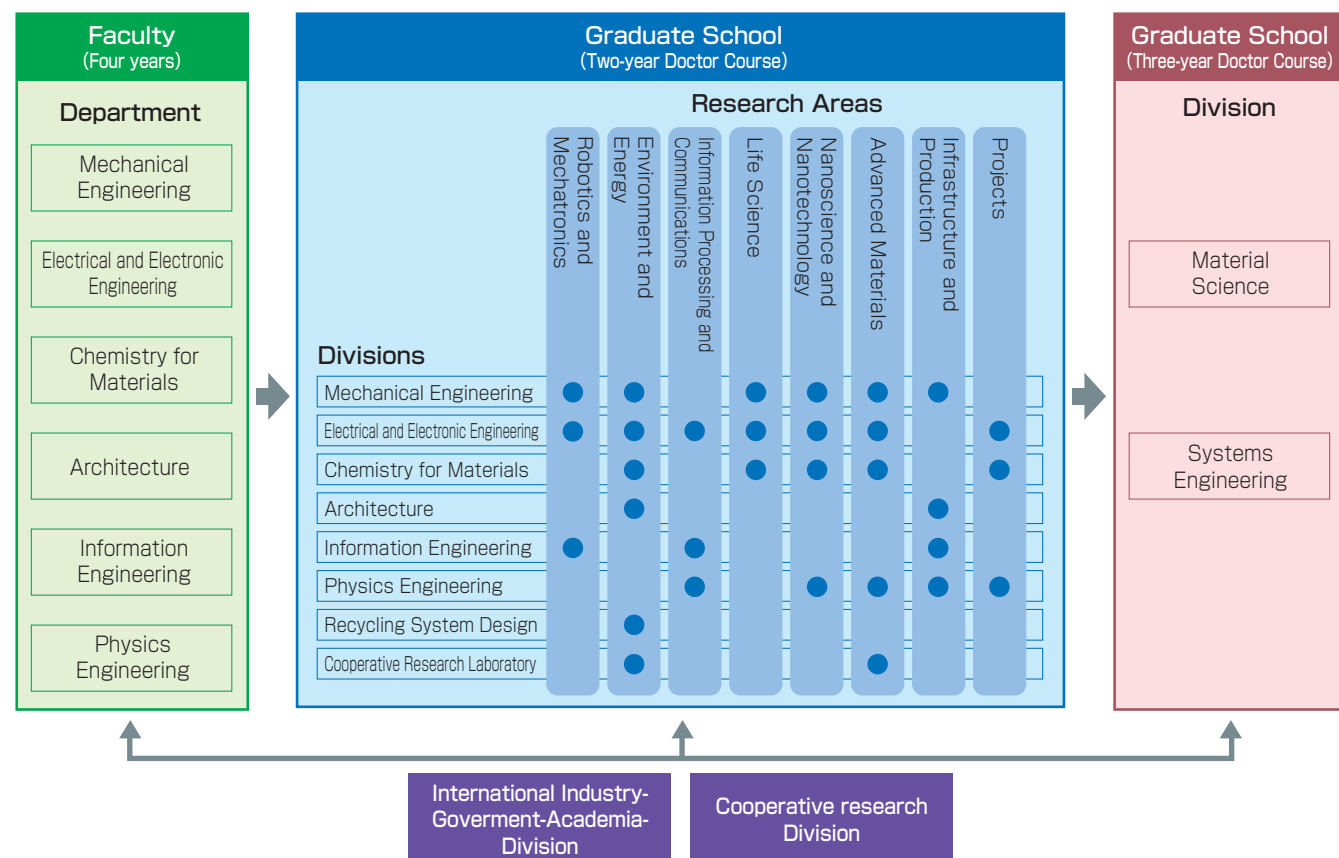 Faculty
(Four years)
Department
Mechanical
Engineering
Electrical and Electronic
Engineering
Chemistry for
Materials
Architecture
Information
Engineering
Physics
Engineering
Graduate School
(Two-year Doctor Course)
Research Areas
Robotics and
Mechatronics
Environment and
Energy
Information Processing and
Communications
Life Science
Nanoscience and
Nanotechnology
Advanced Materials
Infrastructure and
Production
Projects
Divisions
Mechanical Engineering
Electrical and Electronic Engineering
Chemistry for Materials
Architecture
Information Engineering
Physics Engineering
Recycling System Design
Cooperative Research Laboratory
Graduate School
(Three-year Doctor Course)
Division
Material
Science
Systems
Engineering
International Industry-
Goverment-Academia-
Division
Cooperative research
Division